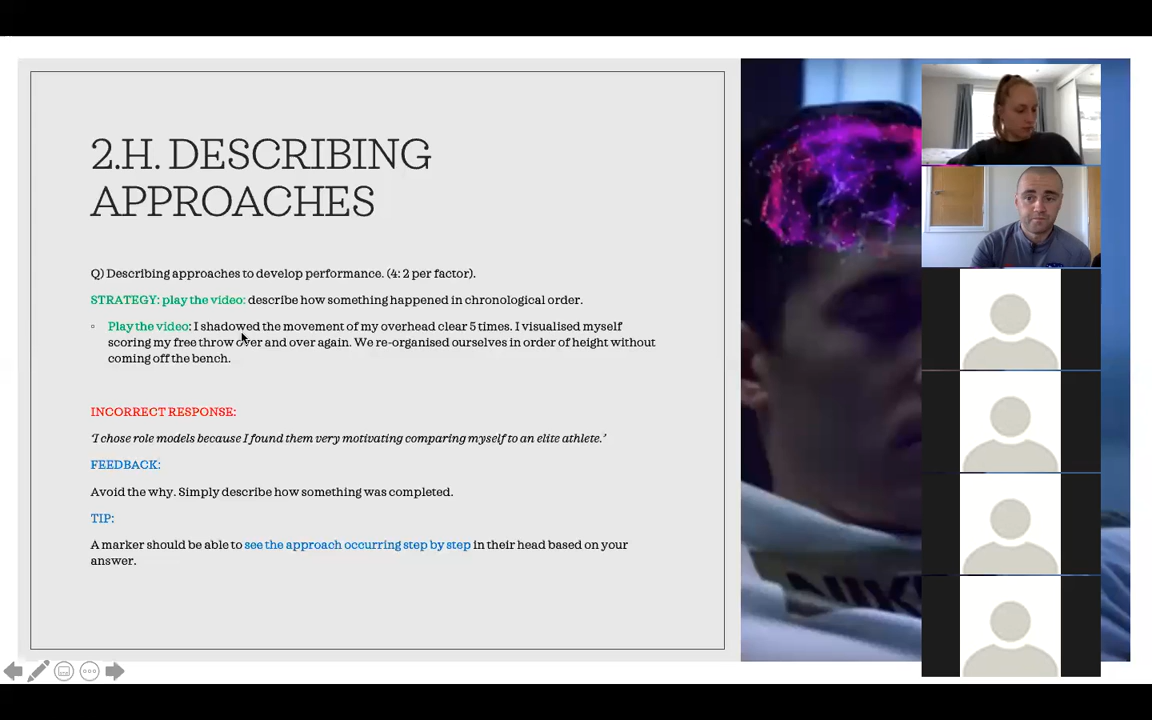 2.H. DESCRIBING
APPROACHES
Q) Describing approaches to develop performance. (4: 2 per factor).
STRATEGY: play the video: describe how something happened in chronological order.
Play the video: I shadowed the movement of my overhead clear 5 times. I visualised myself
scoring my free throw over and over again. We re-organised ourselves in order of height without
coming off the bench.
INCORRECT RESPONSE:
'I chose role models because I found them very motivating comparing myself to an elite athlete.'
FEEDBACK:
Avoid the why. Simply describe how something was completed.
TIP:
A marker should be able to see the approach occurring step by step in their head based on your
answer.
NIKE